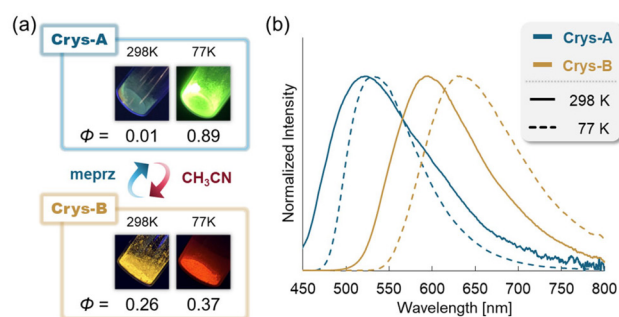 (a)
Crys-A
298K 77K
Φ = 0.01 0.89
meprz CH₃CN
Crys-B
298K 77K
Φ = 0.26 0.37
(b)
Crys-A
Crys-B
298 K
77 K
Normalized Intensity
450 500 550 600 650 700 750 800
Wavelength [nm]